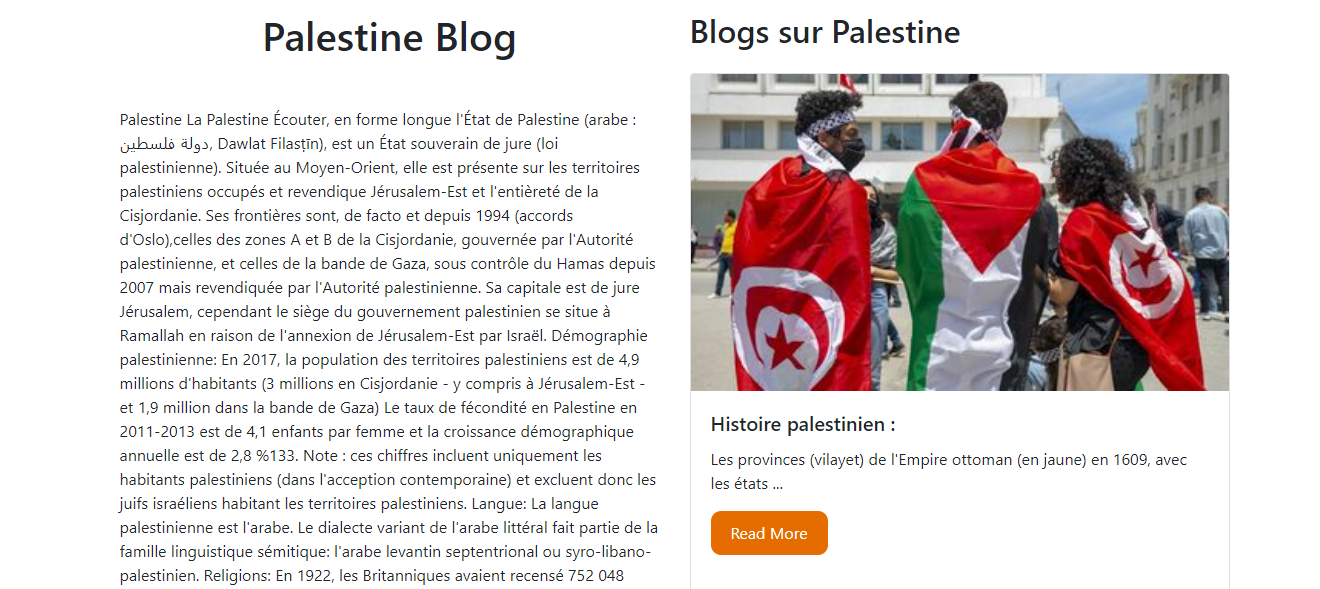 Palestine Blog
Palestine La Palestine Écouter, en forme longue l'État de Palestine (arabe :
دولة فلسطين, Dawlat Filasṭīn), est un État souverain de jure (loi
palestinienne). Située au Moyen-Orient, elle est présente sur les territoires
palestiniens occupés et revendique Jérusalem-Est et l'entièreté de la
Cisjordanie. Ses frontières sont, de facto et depuis 1994 (accords
d'Oslo),celles des zones A et B de la Cisjordanie, gouvernée par l'Autorité
palestinienne, et celles de la bande de Gaza, sous contrôle du Hamas depuis
2007 mais revendiquée par l'Autorité palestinienne. Sa capitale est de jure
Jérusalem, cependant le siège du gouvernement palestinien se situe à
Ramallah en raison de l'annexion de Jérusalem-Est par Israël. Démographie
palestinienne: En 2017, la population des territoires palestiniens est de 4,9
millions d'habitants (3 millions en Cisjordanie - y compris à Jérusalem-Est -
et 1,9 million dans la bande de Gaza) Le taux de fécondité en Palestine en
2011-2013 est de 4,1 enfants par femme et la croissance démographique
annuelle est de 2,8 %133. Note : ces chiffres incluent uniquement les
habitants palestiniens (dans l'acception contemporaine) et excluent donc les
juifs israéliens habitant les territoires palestiniens. Langue: La langue
palestinienne est l'arabe. Le dialecte variant de l'arabe littéral fait partie de la
famille linguistique sémitique: l'arabe levantin septentrional ou syro-libano-
palestinien. Religions: En 1922, les Britanniques avaient recensé 752 048
Blogs sur Palestine
Histoire palestinien :
Les provinces (vilayet) de l'Empire ottoman (en jaune) en 1609, avec
les états ...
Read More